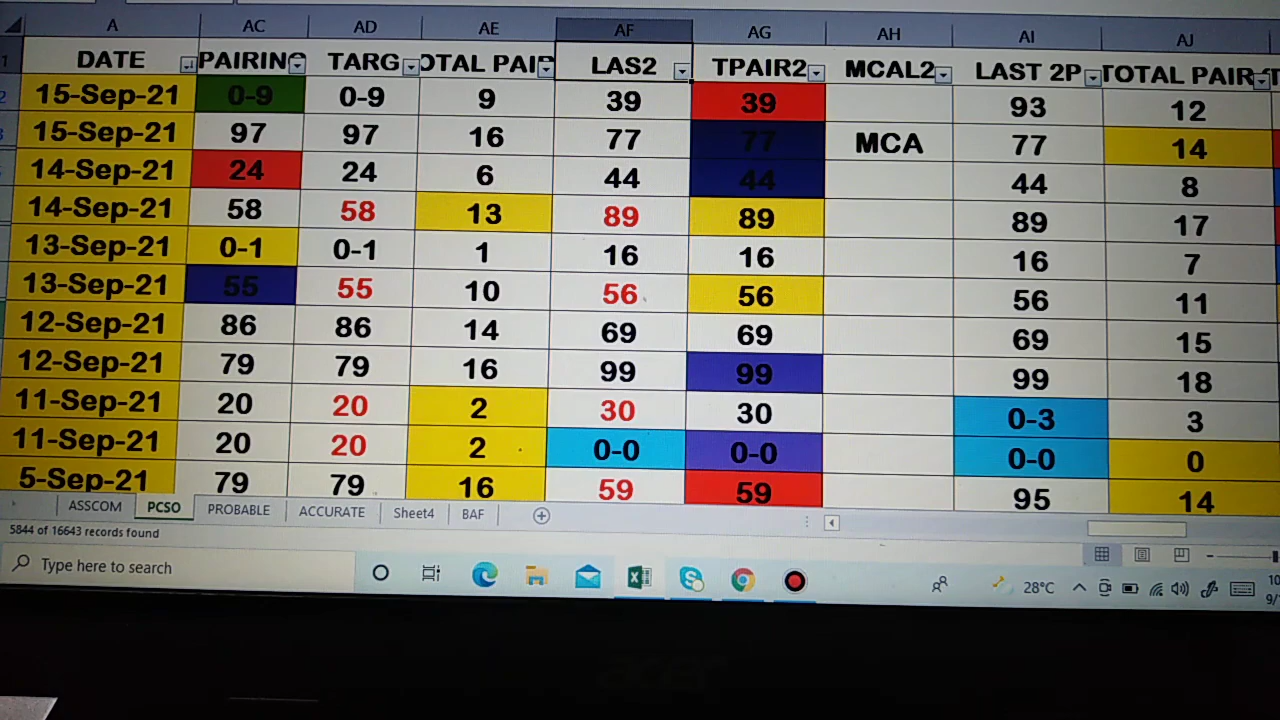 A AC AD AE AF AG AH AI AJ
1 DATE PAIRING TARG OTAL PAIR LAS2 TPAIR2 MCAL2 LAST 2P TOTAL PAIR
2 15-Sep-21 0-9 0-9 9 39 39 93 12
15-Sep-21 97 97 16 77 77 MCA 77 14
14-Sep-21 24 24 6 44 44 44 8
14-Sep-21 58 58 13 89 89 89 17
13-Sep-21 0-1 0-1 1 16 16 16 7
13-Sep-21 55 55 10 56 56 56 11
12-Sep-21 86 86 14 69 69 69 15
12-Sep-21 79 79 16 99 99 99 18
11-Sep-21 20 20 2 30 30 0-3 3
11-Sep-21 20 20 2 0-0 0-0 0-0 0
5-Sep-21 79 79 16 59 59 95 14
ASSCOM PCSO PROBABLE ACCURATE Sheet4 BAF
5844 of 16643 records found
Type here to search 28°C 10
9/
acer